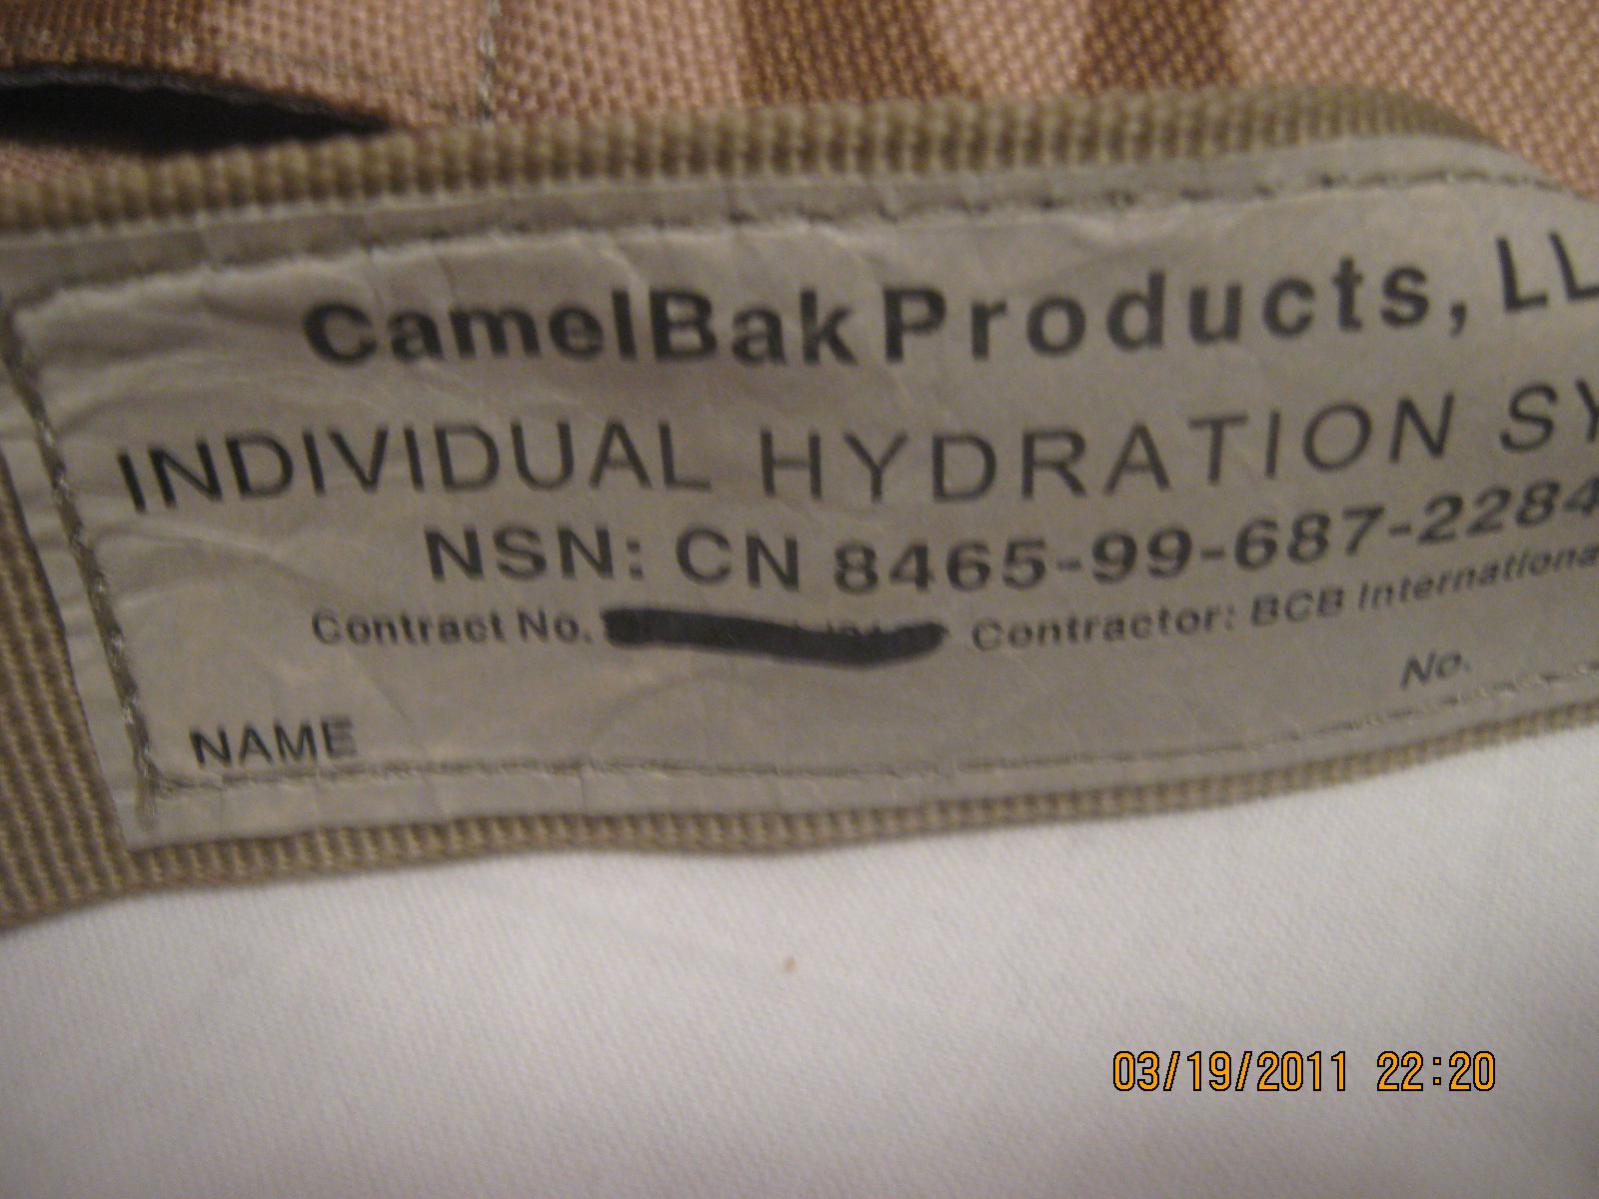 CamelBak Products, LL
INDIVIDUAL HYDRATION SY
NSN: CN 8465-99-687-2284
Contract No. Contractor: BCB International
No.
NAME
03/19/2011 22:20